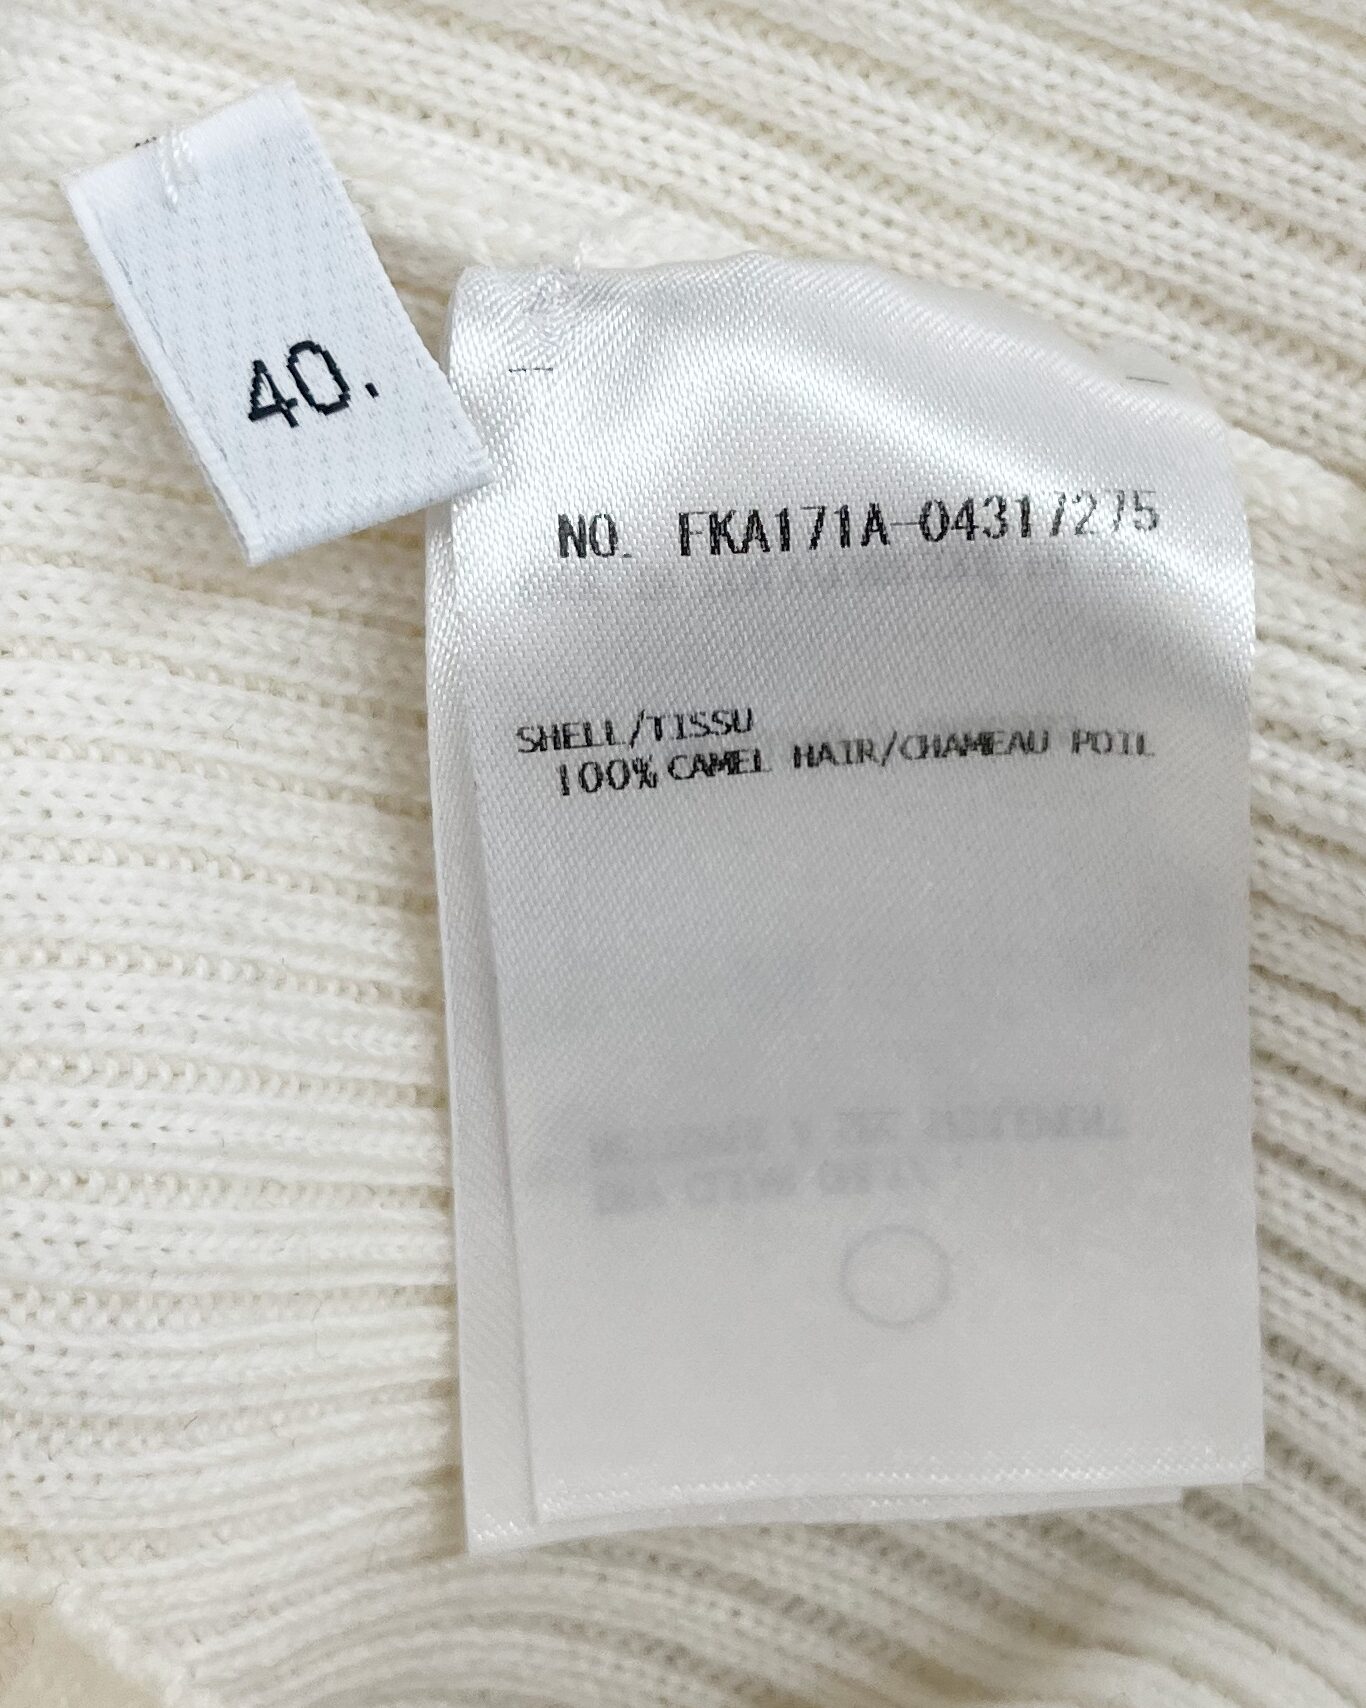 40.
NO. FKA171A-04317275
SHELL/TISSU
100% CAMEL HAIR/CHAMEAU POIL